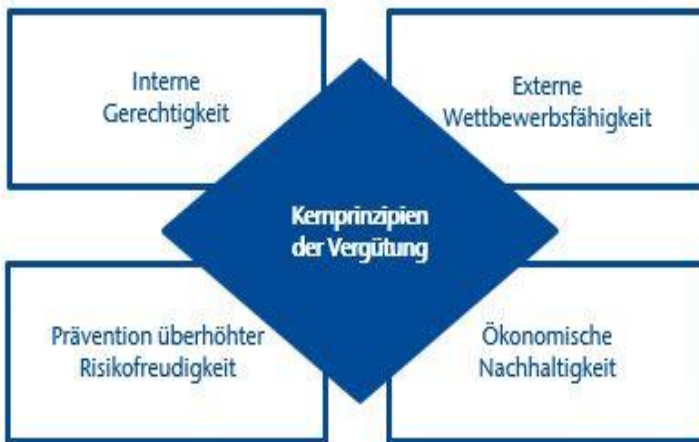 Interne
Gerechtigkeit
Externe
Wettbewerbsfähigkeit
Kernprinzipien
der Vergütung
Prävention überhöhter
Risikofreudigkeit
Ökonomische
Nachhaltigkeit